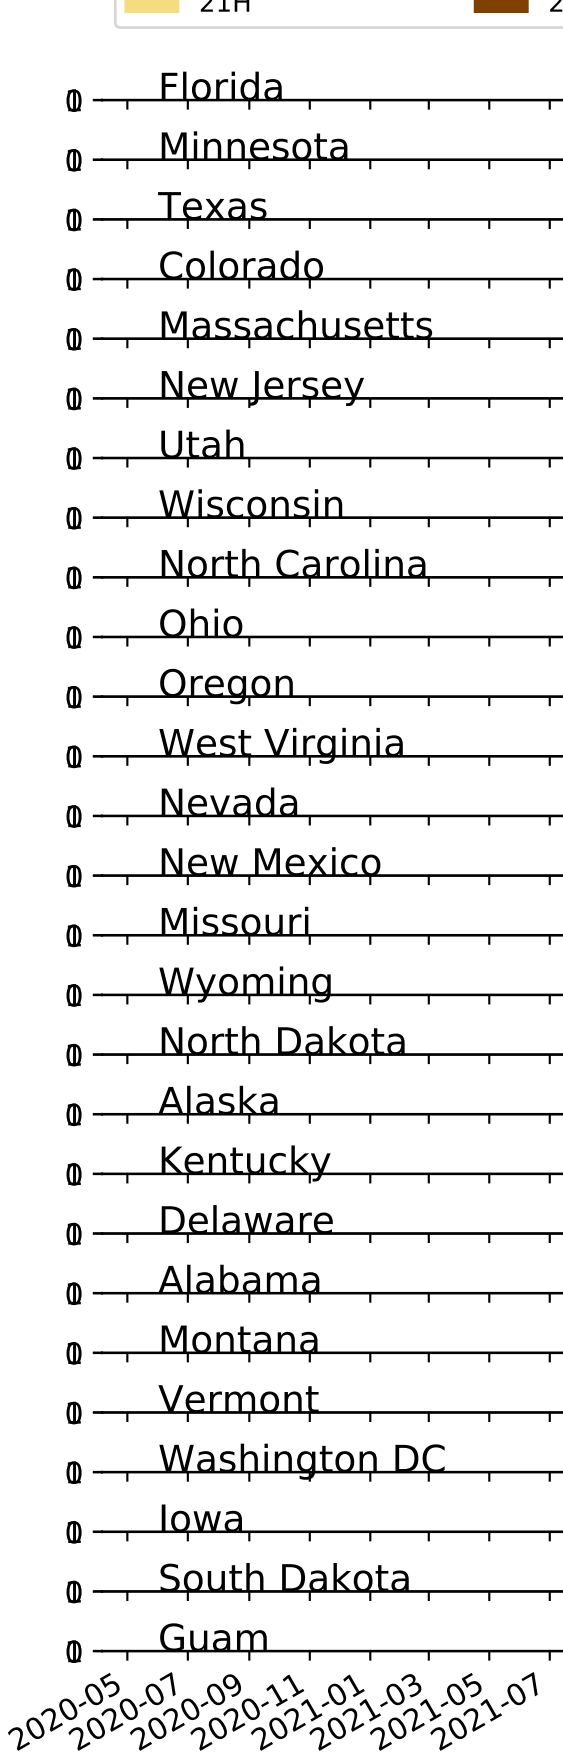 21H 2
Florida
Minnesota
Texas
Colorado
Massachusetts
New Jersey
Utah
Wisconsin
North Carolina
Ohio
Oregon
West Virginia
Nevada
New Mexico
Missouri
Wyoming
North Dakota
Alaska
Kentucky
Delaware
Alabama
Montana
Vermont
Washington DC
Iowa
South Dakota
Guam
2020-05 2020-07 2020-09 2020-11 2021-01 2021-03 2021-05 2021-07